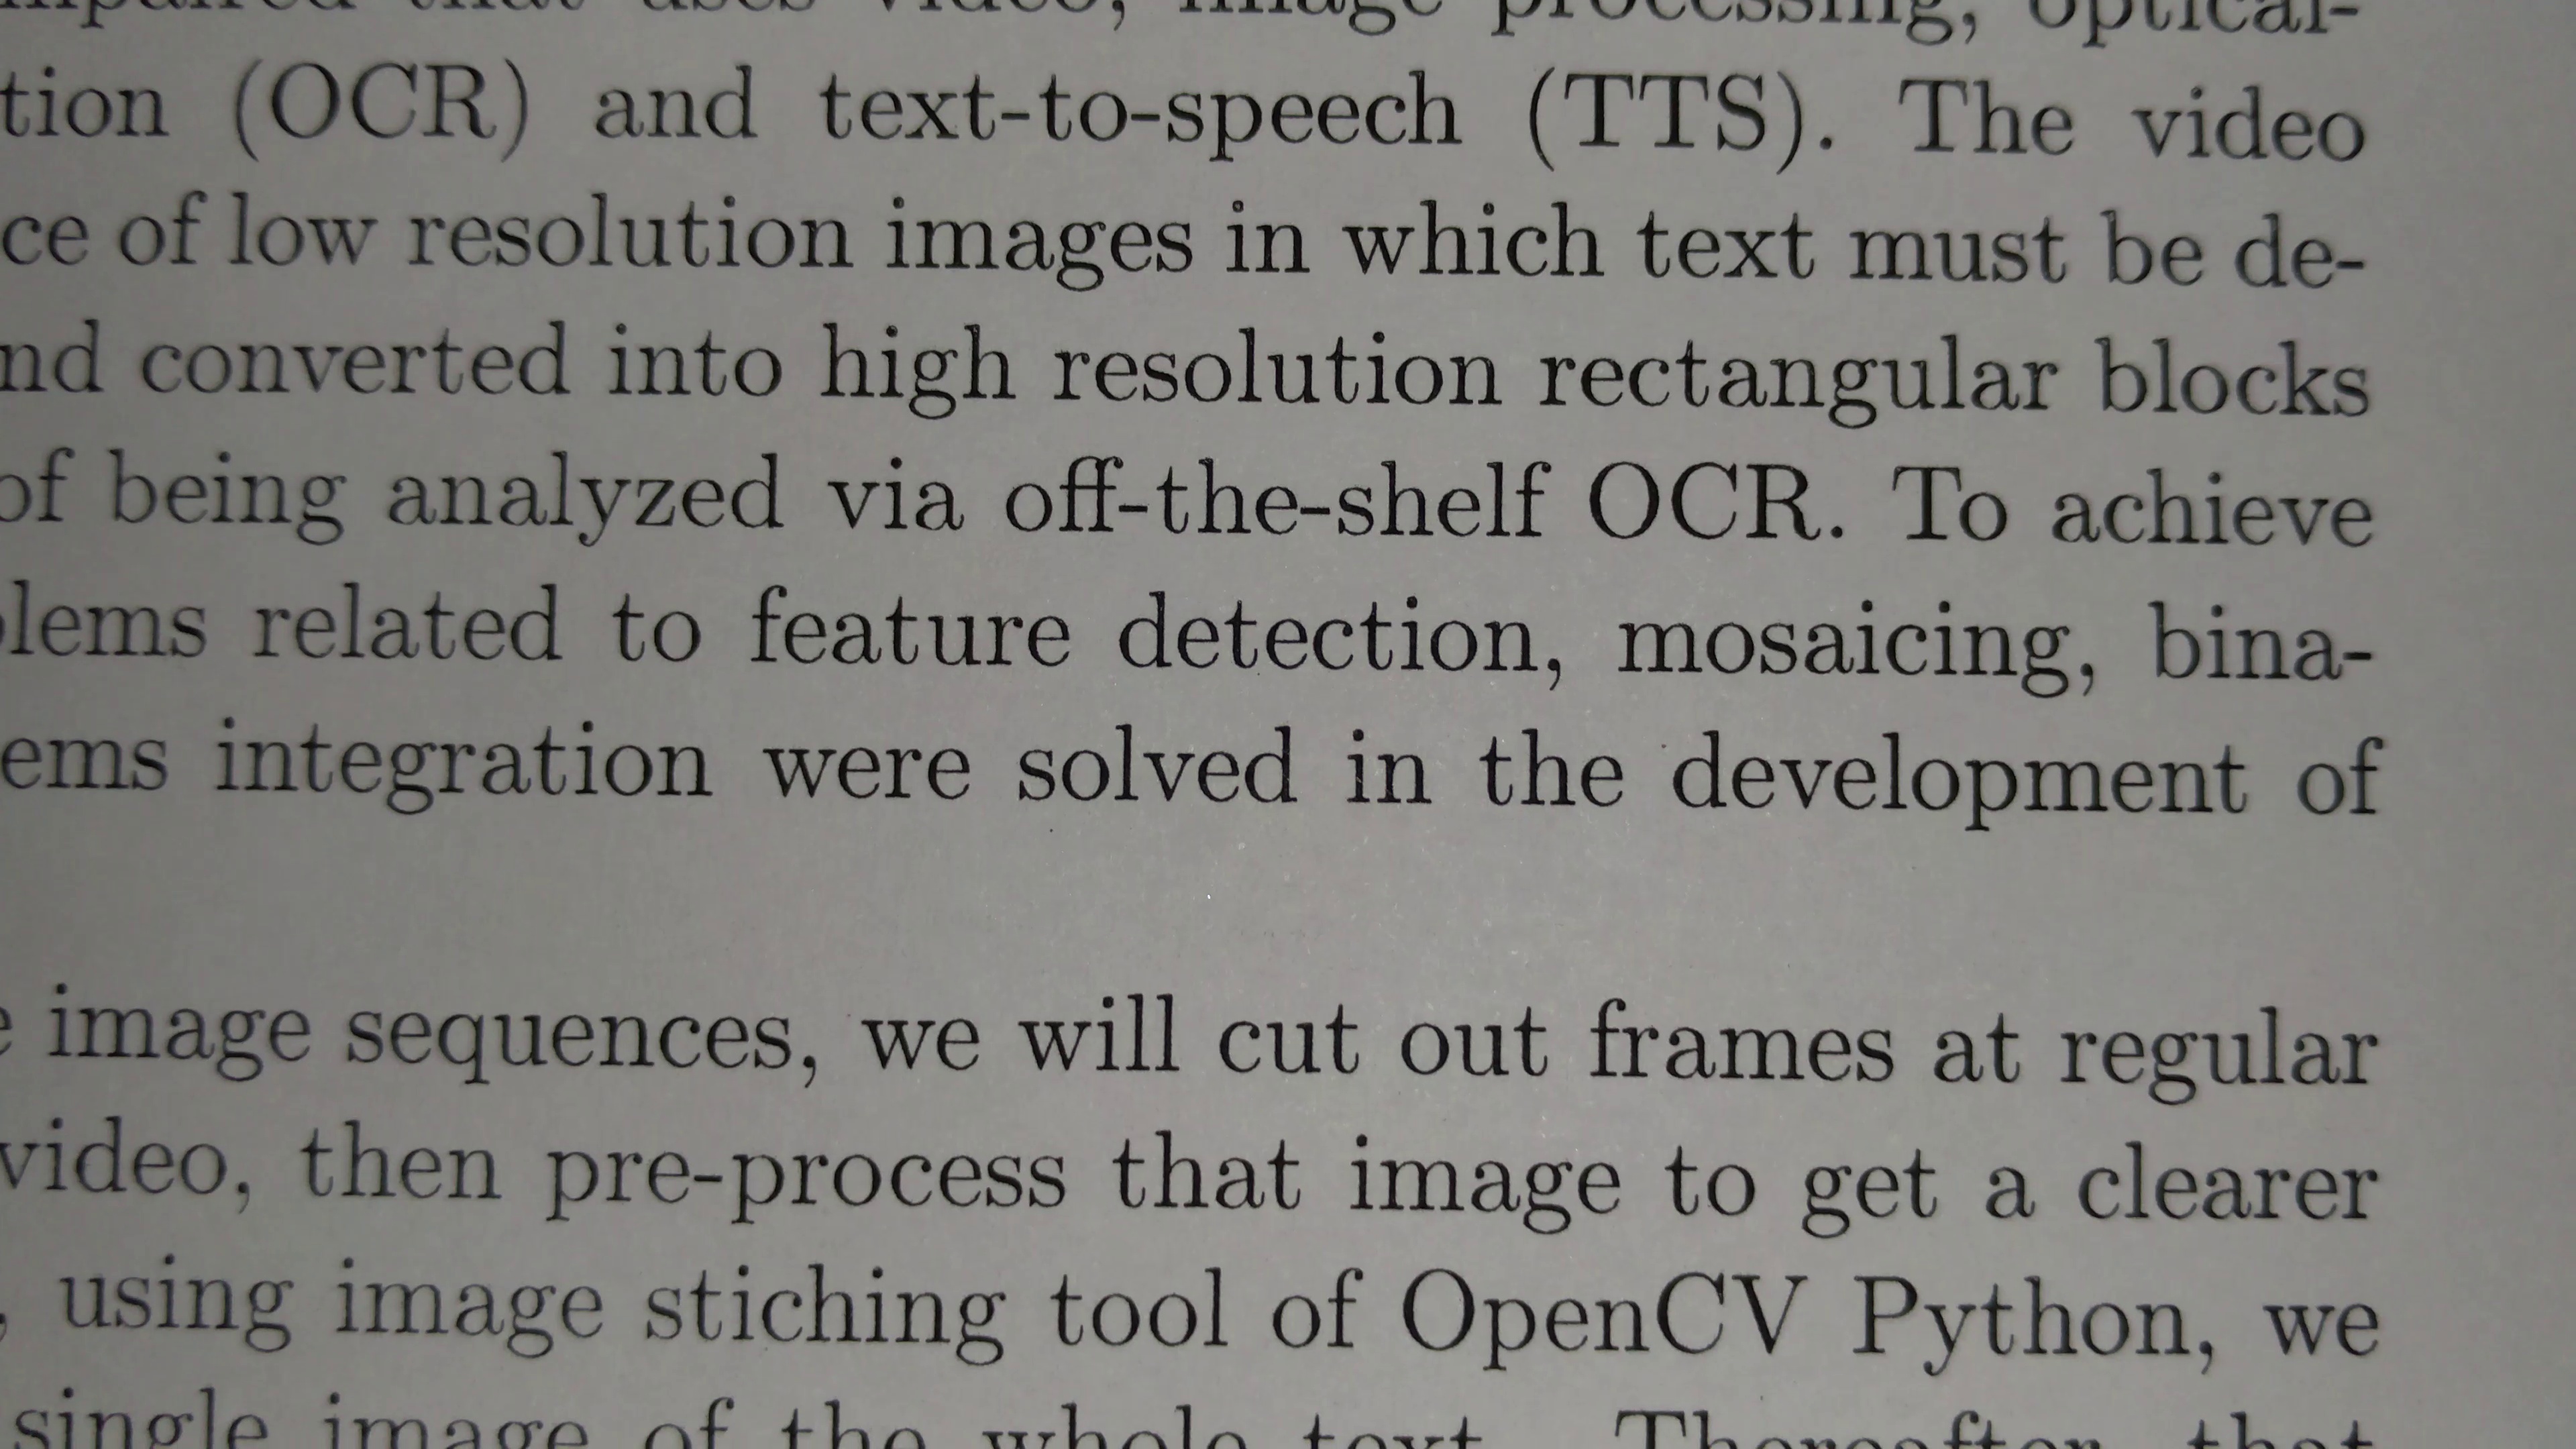 that uses video, image processing, optical-
tion (OCR) and text-to-speech (TTS). The video
ce of low resolution images in which text must be de-
nd converted into high resolution rectangular blocks
of being analyzed via off-the-shelf OCR. To achieve
lems related to feature detection, mosaicing, bina-
ems integration were solved in the development of
image sequences, we will cut out frames at regular
video, then pre-process that image to get a clearer
, using image stiching tool of OpenCV Python, we
single image of the whole text. Thereafter that